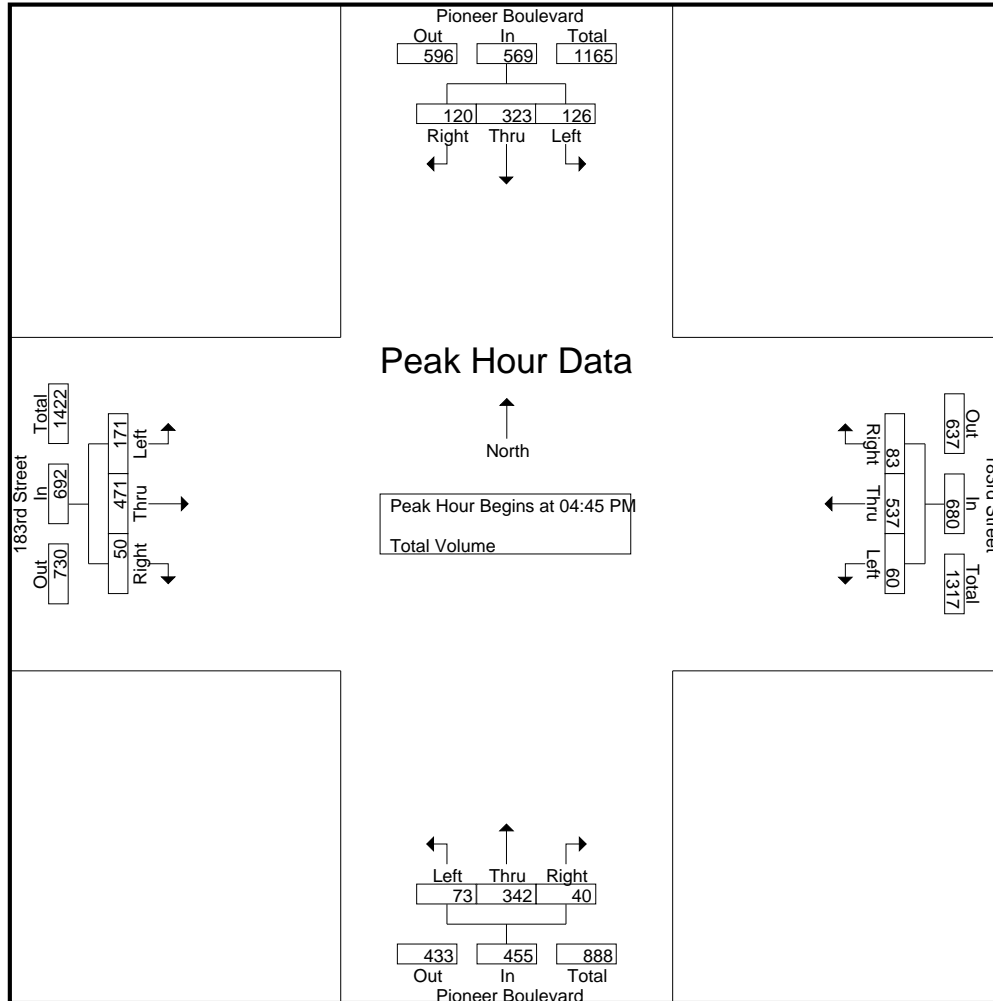 Pioneer Boulevard
Out In Total
596 569 1165
120 323 126
Right Thru Left
Peak Hour Data
North
Peak Hour Begins at 04:45 PM
Total Volume
183rd Street
Total In Out
1422 692 730
171 471 50
Left Thru Right
Right Thru Left
83 537 60
Out In Total
637 680 1317
183rd Street
Left Thru Right
73 342 40
433 455 888
Out In Total
Pioneer Boulevard